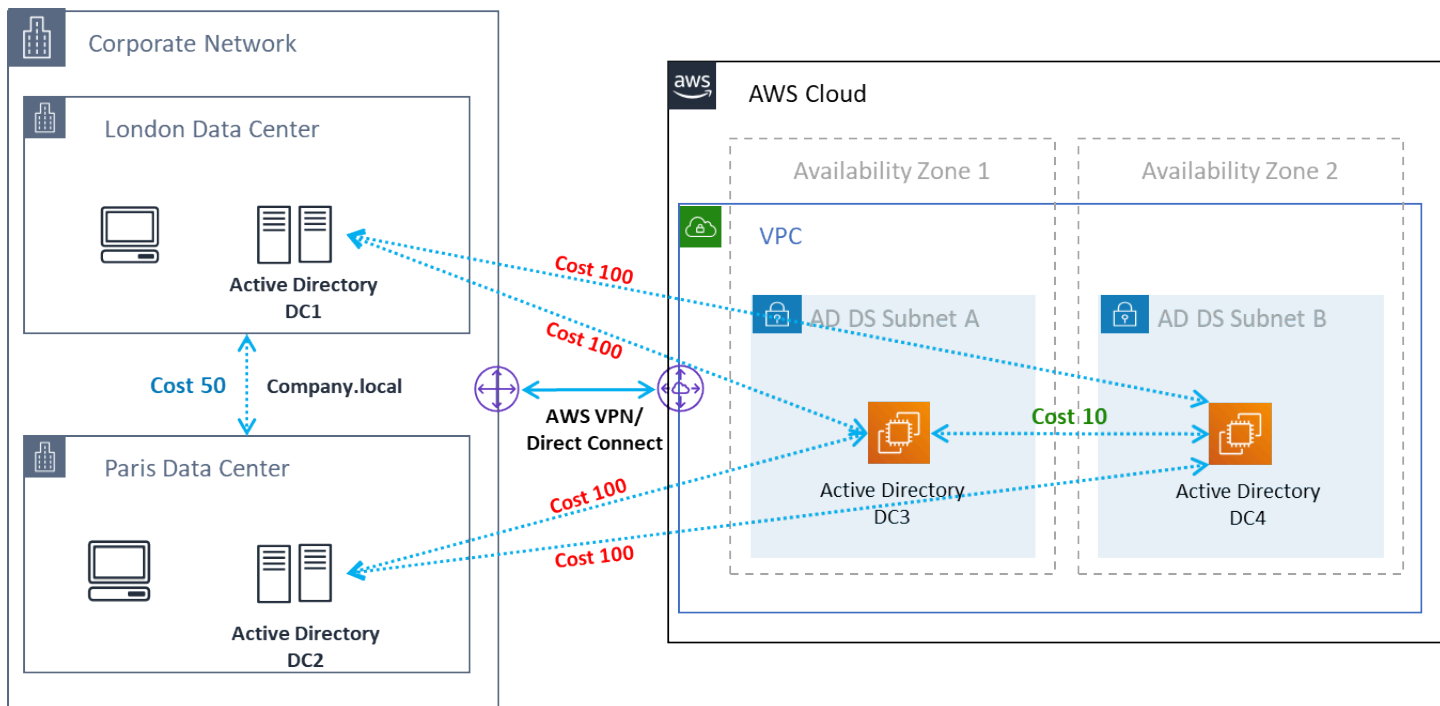 Corporate Network
London Data Center
Active Directory
DC1
Cost 50
Company.local
Paris Data Center
Active Directory
DC2
Cost 100
Cost 100
Cost 100
Cost 100
AWS VPN/
Direct Connect
aws
AWS Cloud
Availability Zone 1
Availability Zone 2
VPC
AD DS Subnet A
AD DS Subnet B
Cost 10
Active Directory
DC3
Active Directory
DC4